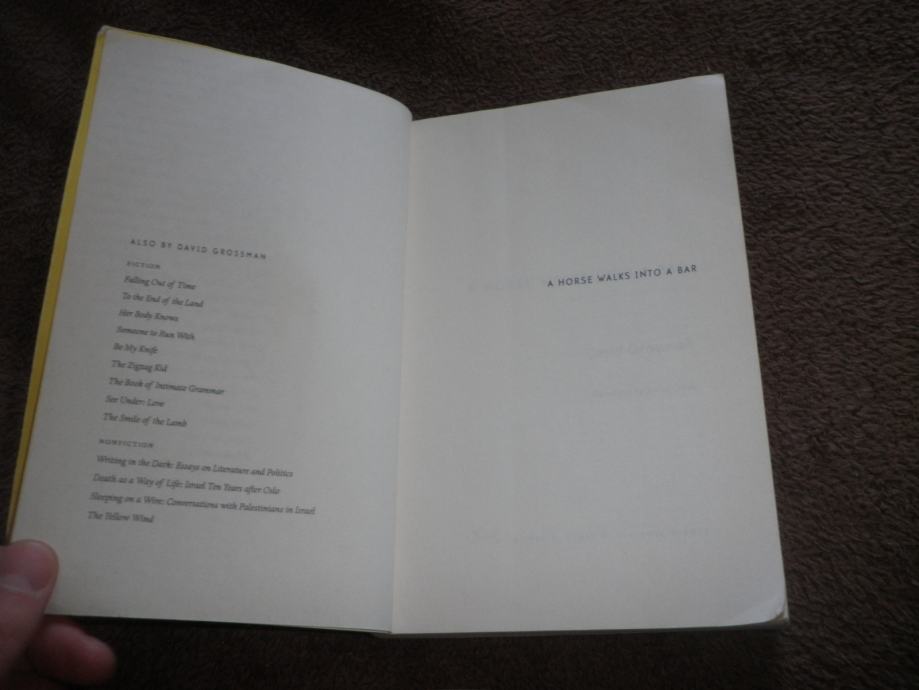 ALSO BY DAVID GROSSMAN
FICTION
Falling Out of Time
To the End of the Land
Her Body Knows
Someone to Run With
Be My Knife
The Zigzag Kid
The Book of Intimate Grammar
See Under: Love
The Smile of the Lamb
NONFICTION
Writing in the Dark: Essays on Literature and Politics
Death as a Way of Life: Israel Ten Years after Oslo
Sleeping on a Wire: Conversations with Palestinians in Israel
The Yellow Wind
A HORSE WALKS INTO A BAR